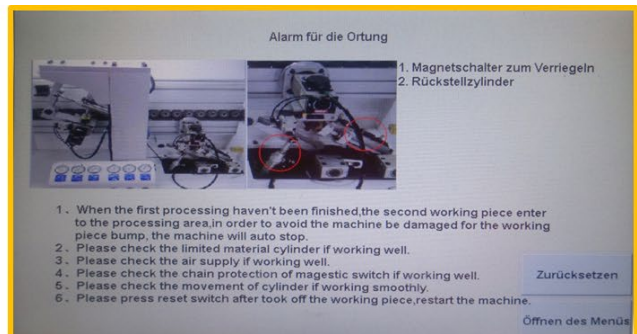 Alarm für die Ortung
1. Magnetschalter zum Verriegeln
2. Rückstellzylinder
1、When the first processing haven't been finished,the second working piece enter
to the processing area,in order to avoid the machine be damaged for the working
piece bump, the machine will auto stop.
2、Please check the limited material cylinder if working well.
3、Please check the air supply if working well.
4、Please check the chain protection of magestic switch if working well.
5、Please check the movement of cylinder if working smoothly.
6、Please press reset switch after took off the working piece,restart the machine.
Zurücksetzen
Öffnen des Menüs